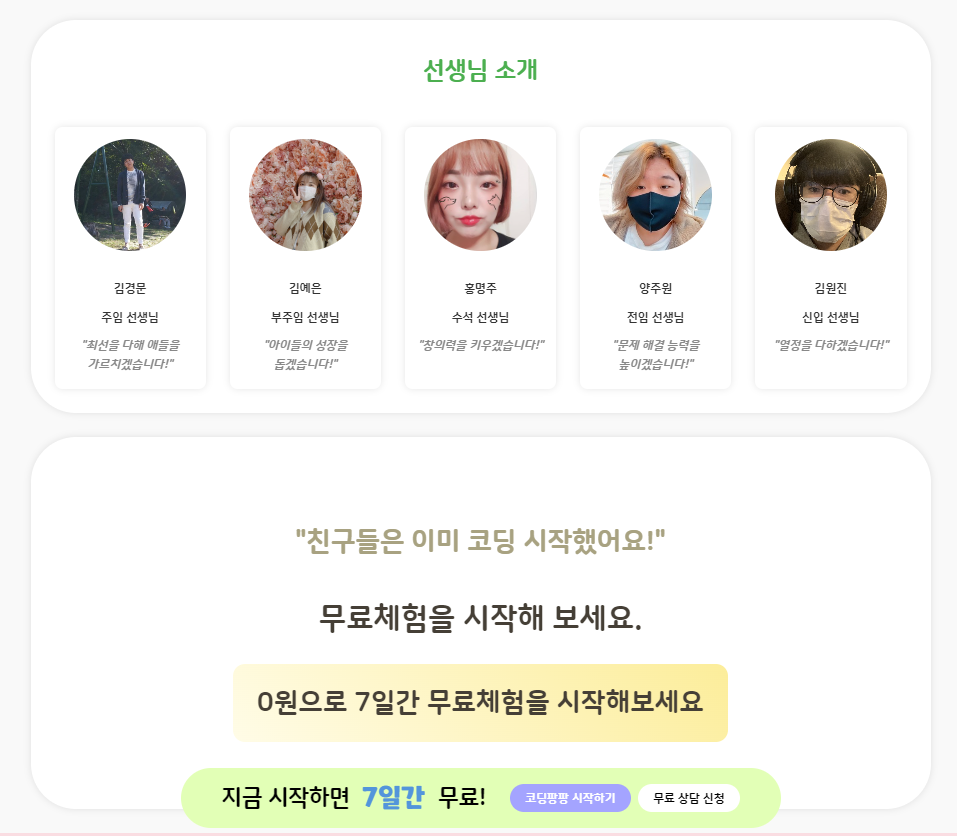 선생님 소개
김경문
주임 선생님
"최선을 다해 애들을
가르치겠습니다!"
김예은
부주임 선생님
"아이들의 성장을
돕겠습니다!"
홍명주
수석 선생님
"창의력을 키우겠습니다!"
양주원
전임 선생님
"문제 해결 능력을
높이겠습니다!"
김원진
신입 선생님
"열정을 다하겠습니다!"
"친구들은 이미 코딩 시작했어요!"
무료체험을 시작해 보세요.
0원으로 7일간 무료체험을 시작해보세요
지금 시작하면 7일간 무료! 코딩팡팡 시작하기 무료 상담 신청